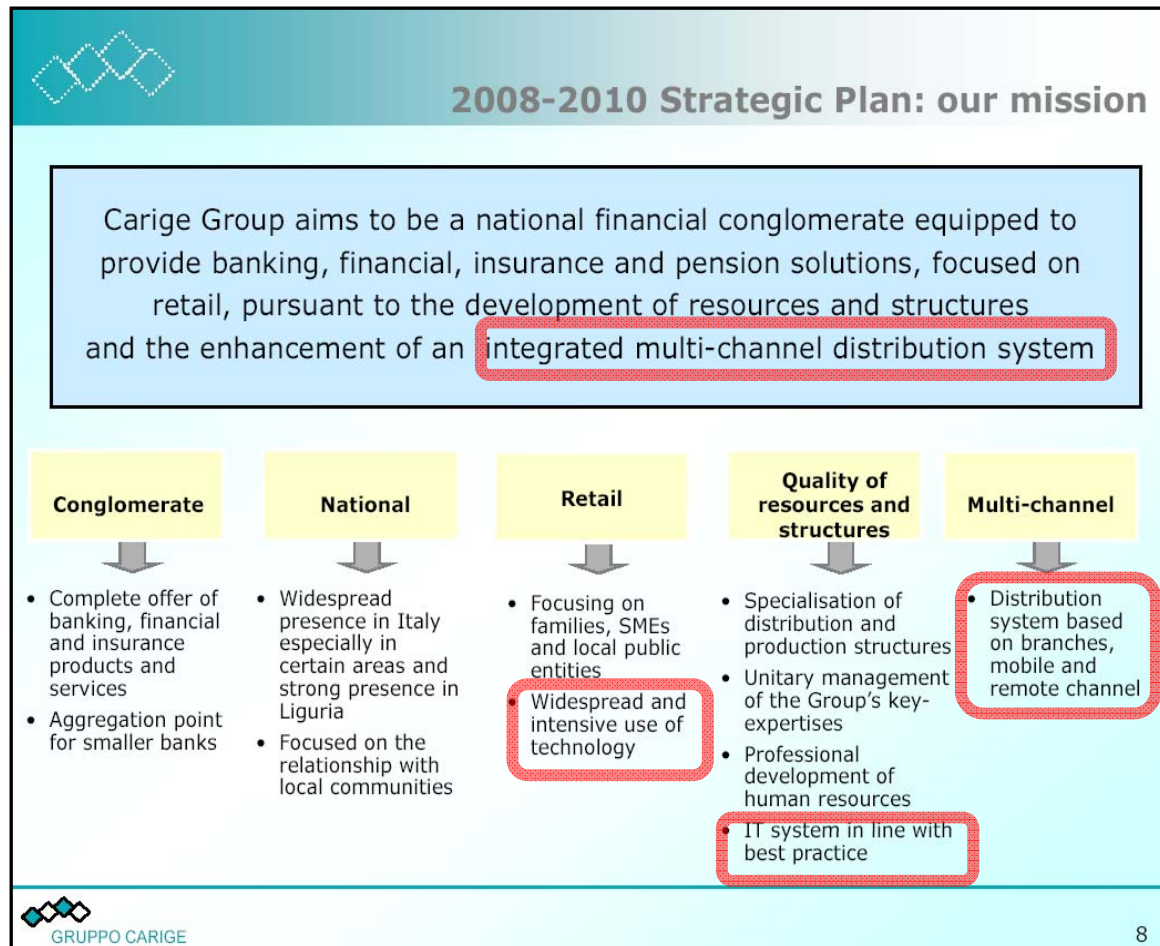 2008-2010 Strategic Plan: our mission
Carige Group aims to be a national financial conglomerate equipped to
provide banking, financial, insurance and pension solutions, focused on
retail, pursuant to the development of resources and structures
and the enhancement of an integrated multi-channel distribution system
Conglomerate
• Complete offer of
banking, financial
and insurance
products and
services
• Aggregation point
for smaller banks
National
• Widespread
presence in Italy
especially in
certain areas and
strong presence in
Liguria
• Focused on the
relationship with
local communities
Retail
• Focusing on
families, SMEs
and local public
entities
• Widespread and
intensive use of
technology
Quality of
resources and
structures
• Specialisation of
distribution and
production structures
• Unitary management
of the Group's key-
expertises
• Professional
development of
human resources
• IT system in line with
best practice
Multi-channel
• Distribution
system based
on branches,
mobile and
remote channel
GRUPPO CARIGE
8